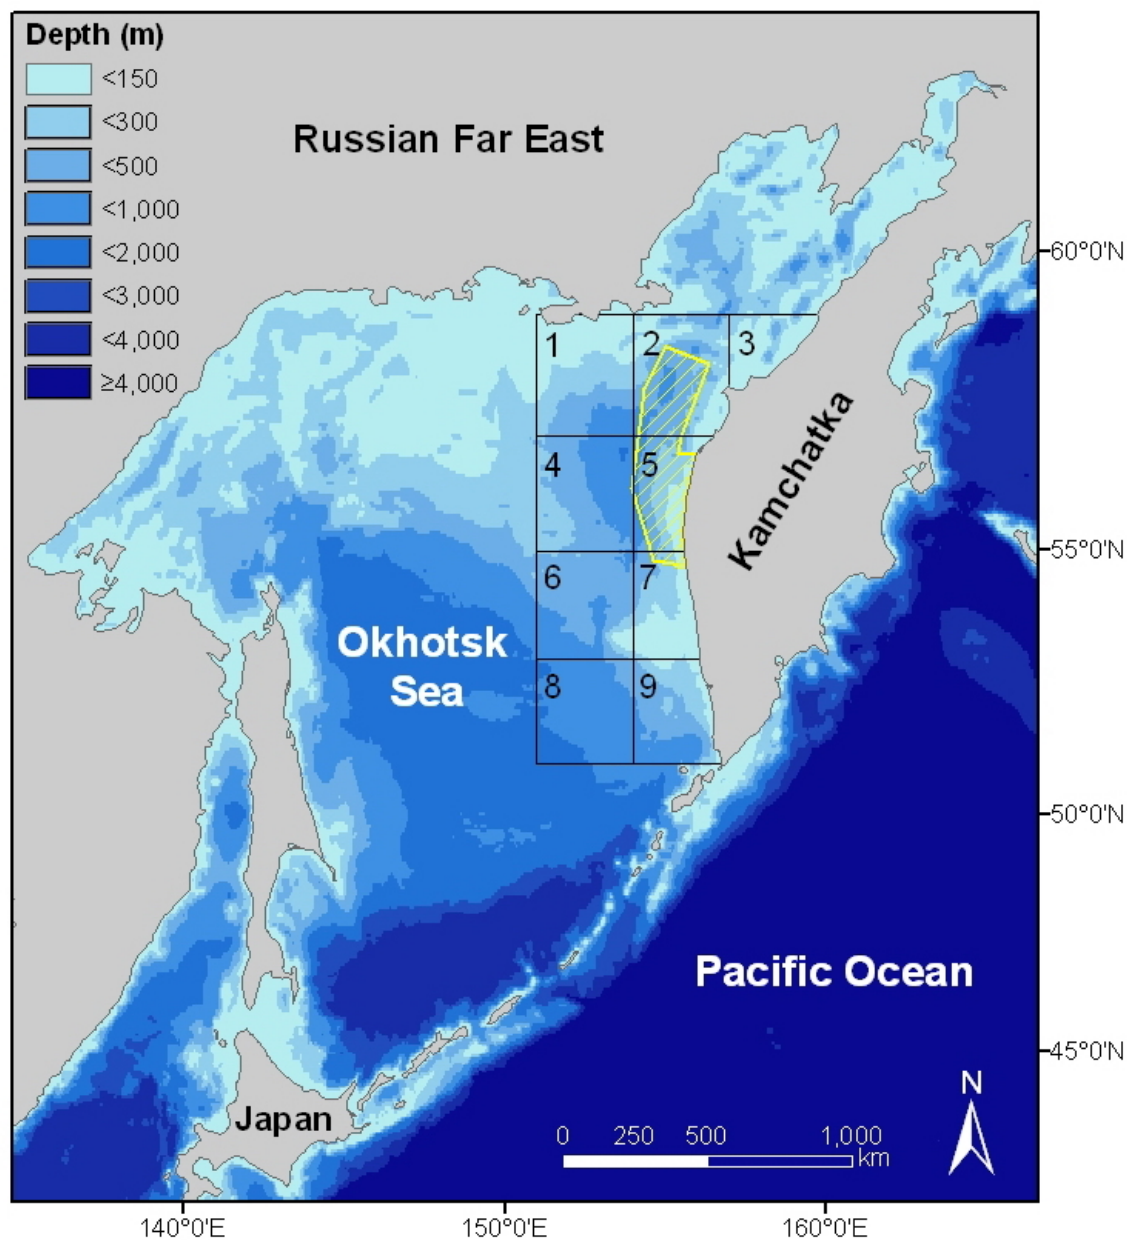 Depth (m)
<150
<300
<500
<1,000
<2,000
<3,000
<4,000
≥4,000
Russian Far East
60°0'N
1
2
3
Kamchatka
4
5
55°0'N
6
7
Okhotsk
Sea
8
9
50°0'N
Pacific Ocean
45°0'N
N
Japan
0 250 500 1,000
km
140°0'E 150°0'E 160°0'E